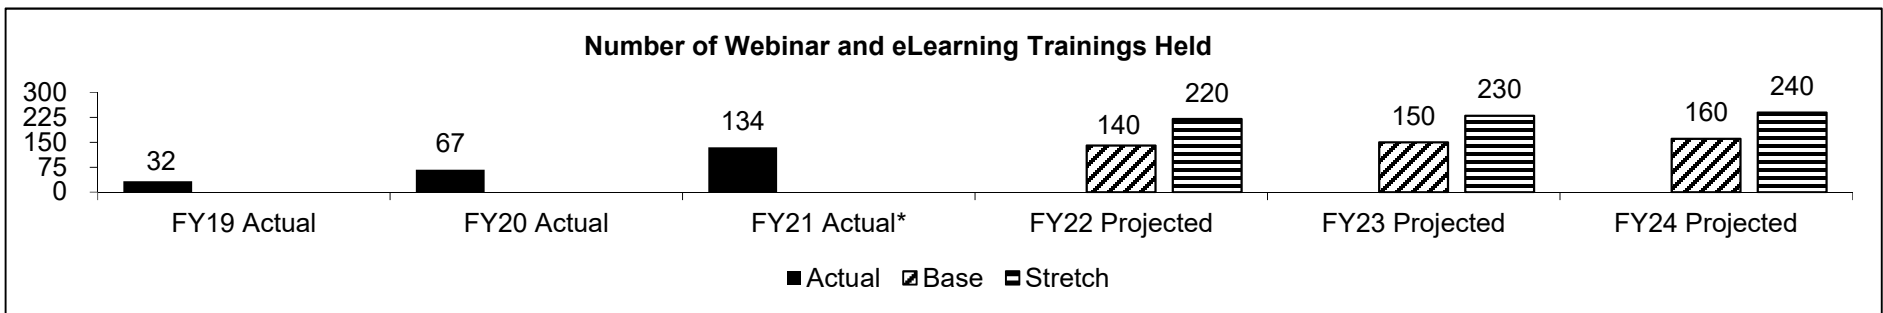 Number of Webinar and eLearning Trainings Held
300
225
150
75
0
32
67
134
140
220
150
230
160
240
FY19 Actual
FY20 Actual
FY21 Actual*
FY22 Projected
FY23 Projected
FY24 Projected
Actual
Base
Stretch